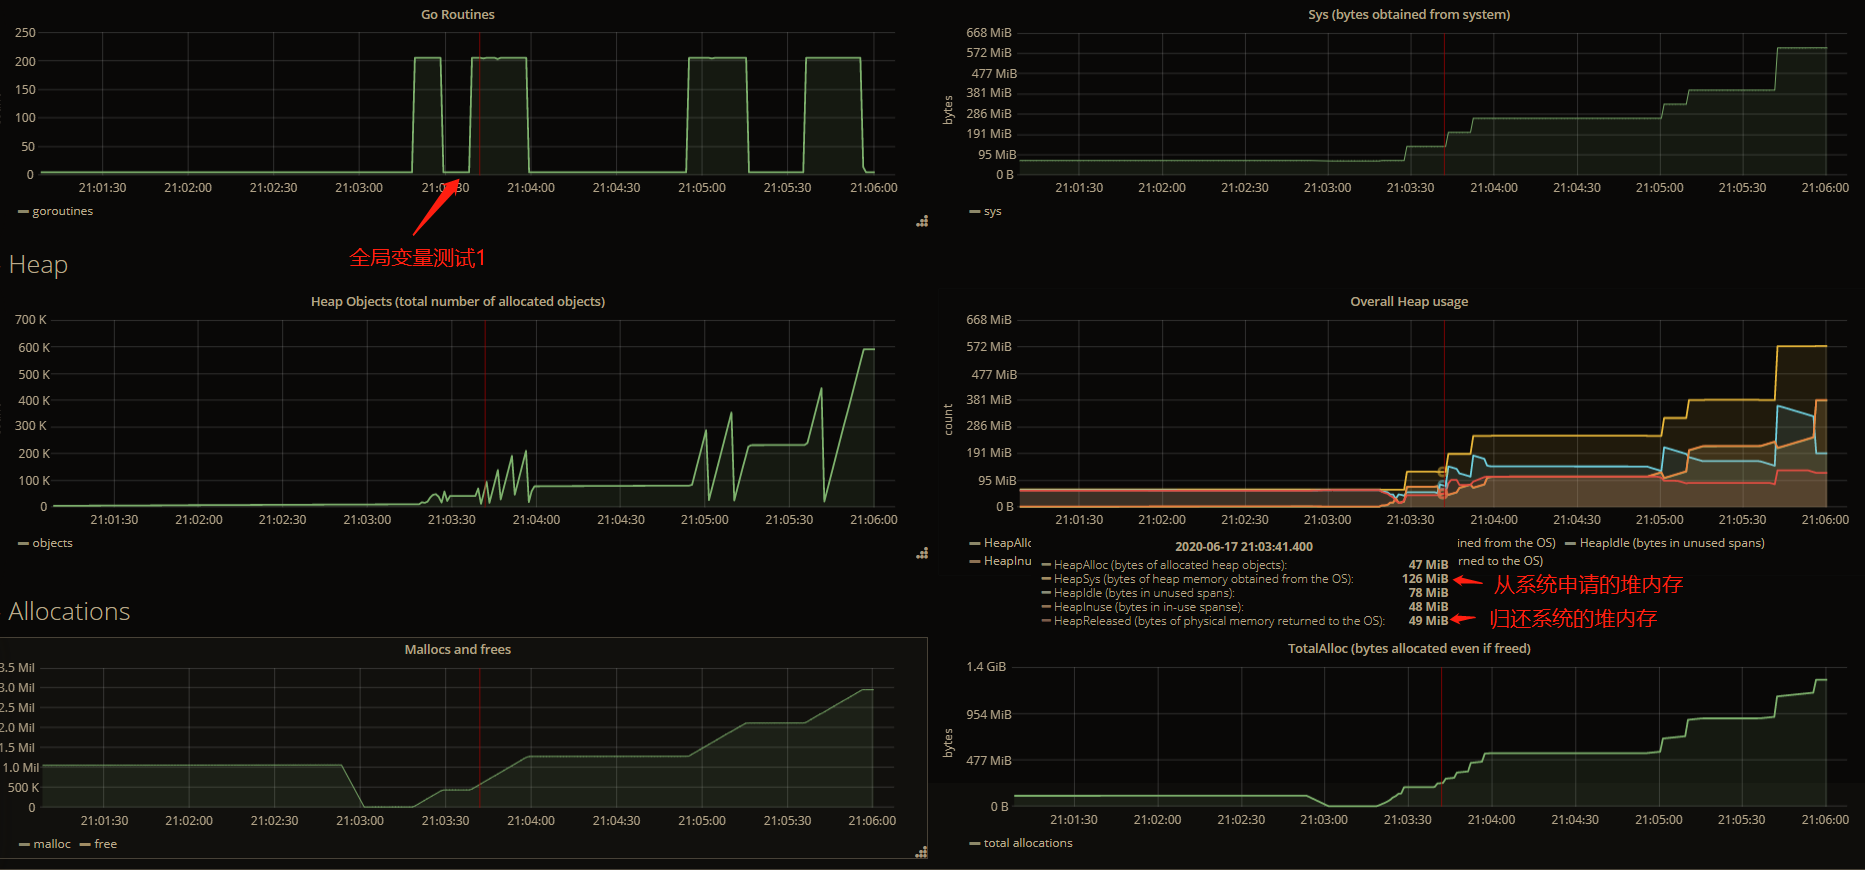 Go Routines
250
200
150
100
50
0
21:01:30 21:02:00 21:02:30 21:03:00 21:04:00 21:04:30 21:05:00 21:05:30 21:06:00
goroutines
全局变量测试1
Sys (bytes obtained from system)
668 MiB
572 MiB
477 MiB
381 MiB
286 MiB
191 MiB
95 MiB
0 B
bytes
21:01:30 21:02:00 21:02:30 21:03:00 21:03:30 21:04:00 21:04:30 21:05:00 21:05:30 21:06:00
sys
Heap
Heap Objects (total number of allocated objects)
700 K
600 K
500 K
400 K
300 K
200 K
100 K
0
21:01:30 21:02:00 21:02:30 21:03:00 21:03:30 21:04:00 21:04:30 21:05:00 21:05:30 21:06:00
objects
Overall Heap usage
668 MiB
572 MiB
477 MiB
381 MiB
286 MiB
191 MiB
95 MiB
0 B
count
21:01:30 21:02:00 21:02:30 21:03:00 21:03:30 21:04:00 21:04:30 21:05:00 21:05:30 21:06:00
HeapAllc ined from the OS) HeapIdle (bytes in unused spans)
HeapInu rned to the OS)
2020-06-17 21:03:41.400
HeapAlloc (bytes of allocated heap objects): 47 MiB
HeapSys (bytes of heap memory obtained from the OS): 126 MiB
HeapIdle (bytes in unused spans): 78 MiB
HeapInuse (bytes in in-use spanse): 48 MiB
HeapReleased (bytes of physical memory returned to the OS): 49 MiB
从系统申请的堆内存
归还系统的堆内存
Allocations
Mallocs and frees
3.5 Mil
3.0 Mil
2.5 Mil
2.0 Mil
1.5 Mil
1.0 Mil
500 K
0
21:01:30 21:02:00 21:02:30 21:03:00 21:03:30 21:04:00 21:04:30 21:05:00 21:05:30 21:06:00
malloc free
TotalAlloc (bytes allocated even if freed)
1.4 GiB
954 MiB
477 MiB
0 B
bytes
21:01:30 21:02:00 21:02:30 21:03:00 21:03:30 21:04:00 21:04:30 21:05:00 21:05:30 21:06:00
total allocations